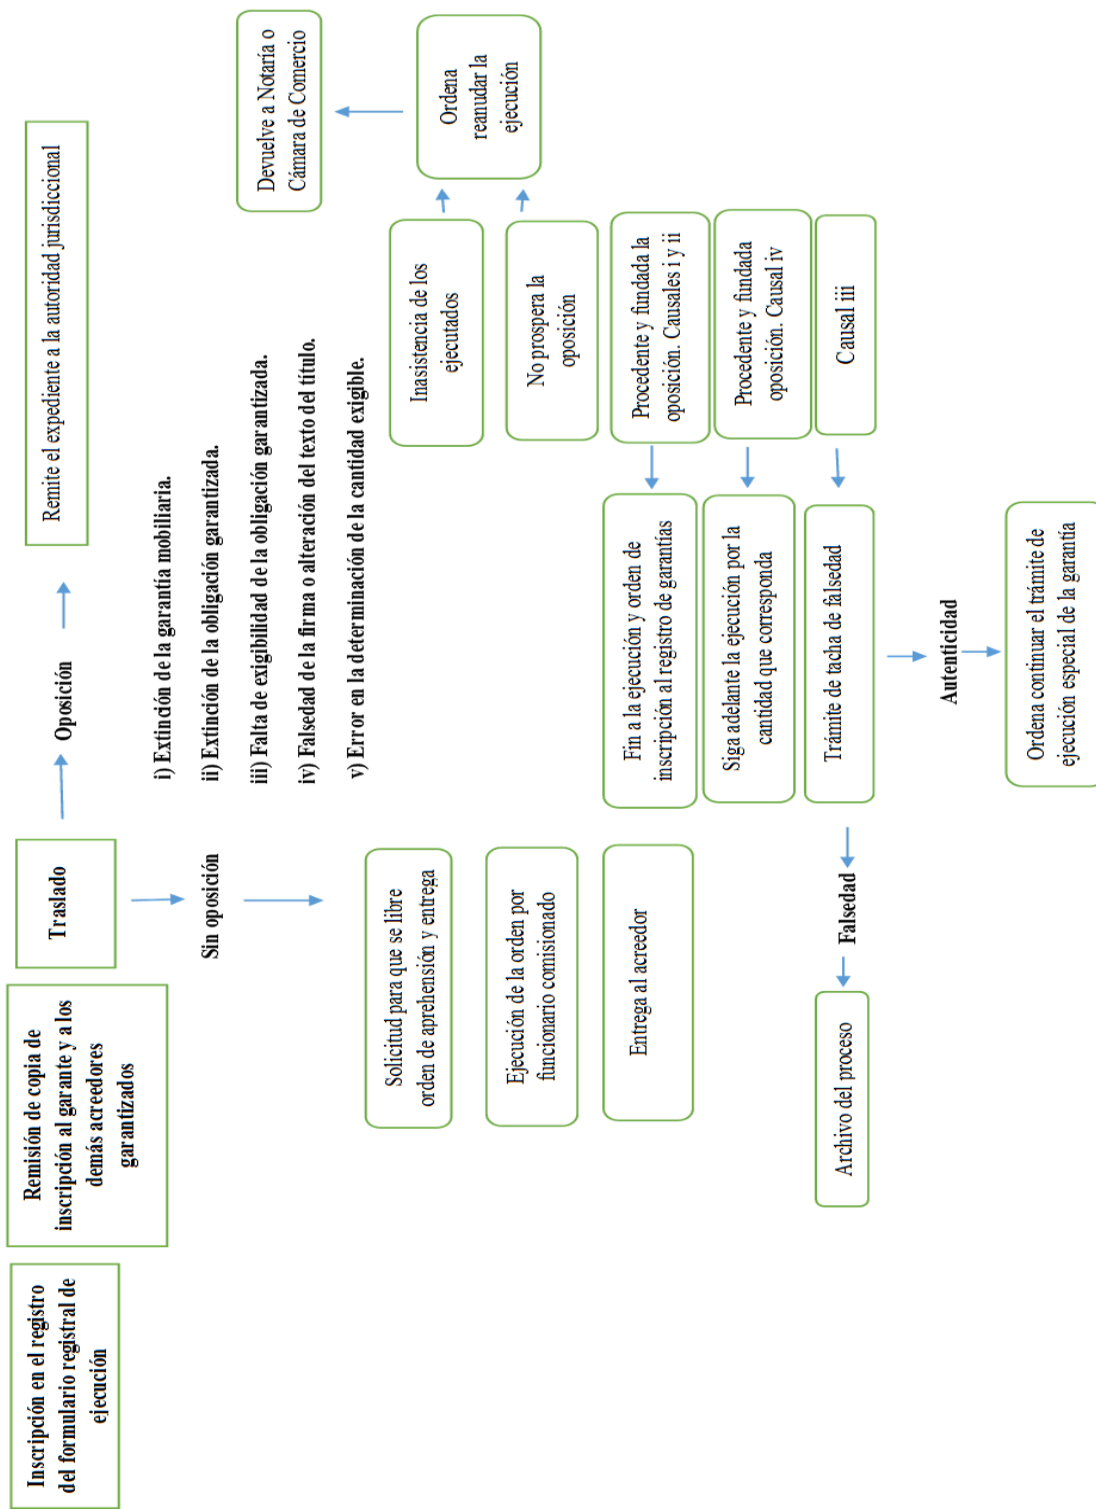 Inscripción en el registro
del formulario registral de
ejecución
Remisión de copia de
inscripción al garante y a los
demás acreedores
garantizados
Traslado
Oposición
Remite el expediente a la autoridad jurisdiccional
Sin oposición
i) Extinción de la garantía mobiliaria.
ii) Extinción de la obligación garantizada.
iii) Falta de exigibilidad de la obligación garantizada.
iv) Falsedad de la firma o alteración del texto del título.
v) Error en la determinación de la cantidad exigible.
Devuelve a Notaría o
Cámara de Comercio
Solicitud para que se libre
orden de aprehensión y entrega
Ejecución de la orden por
funcionario comisionado
Entrega al acreedor
Inasistencia de los
ejecutados
No prospera la
oposición
Ordena
reanudar la
ejecución
Procedente y fundada la
oposición. Causales i y ii
Fin a la ejecución y orden de
inscripción al registro de garantías
Procedente y fundada
oposición. Causal iv
Siga adelante la ejecución por la
cantidad que corresponda
Causal iii
Trámite de tacha de falsedad
Falsedad
Archivo del proceso
Autenticidad
Ordena continuar el trámite de
ejecución especial de la garantía